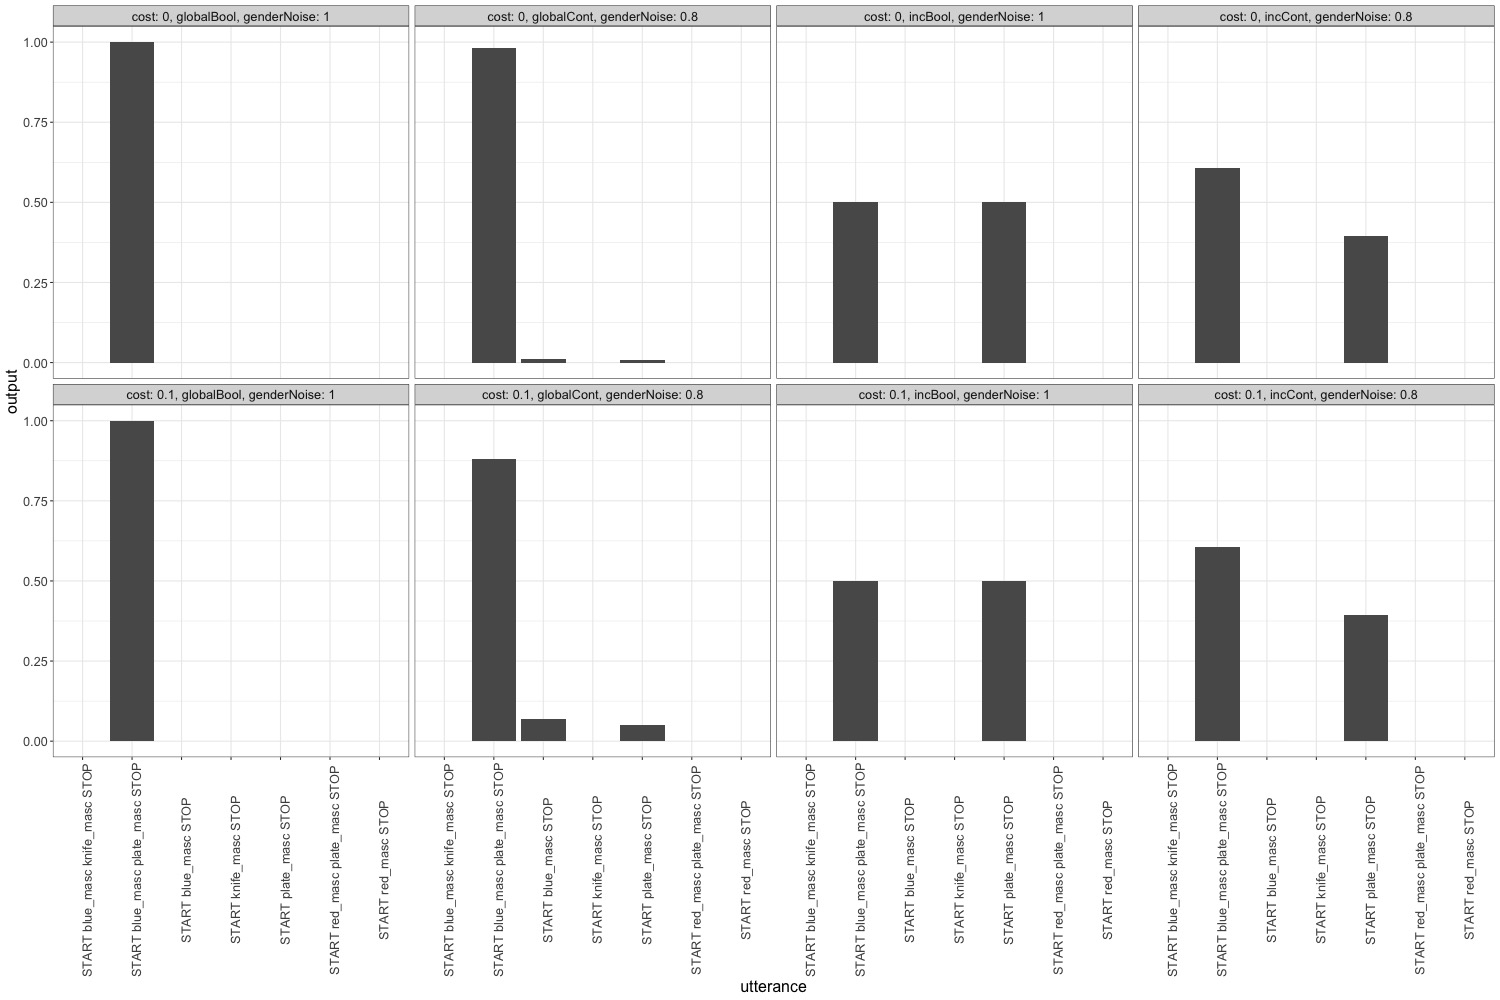 cost: 0, globalBool, genderNoise: 1
cost: 0, globalCont, genderNoise: 0.8
cost: 0, incBool, genderNoise: 1
cost: 0, incCont, genderNoise: 0.8
1.00
0.75
0.50
0.25
0.00
output
cost: 0.1, globalBool, genderNoise: 1
cost: 0.1, globalCont, genderNoise: 0.8
cost: 0.1, incBool, genderNoise: 1
cost: 0.1, incCont, genderNoise: 0.8
1.00
0.75
0.50
0.25
0.00
START blue_masc knife_masc STOP
START blue_masc plate_masc STOP
START blue_masc STOP
START knife_masc STOP
START plate_masc STOP
START red_masc plate_masc STOP
START red_masc STOP
START blue_masc knife_masc STOP
START blue_masc plate_masc STOP
START blue_masc STOP
START knife_masc STOP
START plate_masc STOP
START red_masc plate_masc STOP
START red_masc STOP
START blue_masc knife_masc STOP
START blue_masc plate_masc STOP
START blue_masc STOP
START knife_masc STOP
START plate_masc STOP
START red_masc plate_masc STOP
START red_masc STOP
START blue_masc knife_masc STOP
START blue_masc plate_masc STOP
START blue_masc STOP
START knife_masc STOP
START plate_masc STOP
START red_masc plate_masc STOP
START red_masc STOP
utterance